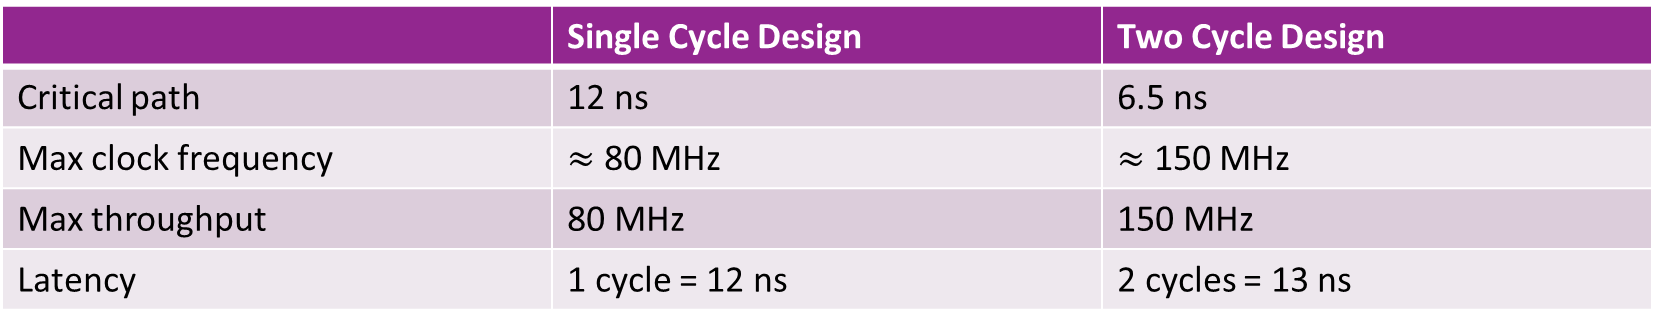 Single Cycle Design Two Cycle Design
Critical path 12 ns 6.5 ns
Max clock frequency ≈ 80 MHz ≈ 150 MHz
Max throughput 80 MHz 150 MHz
Latency 1 cycle = 12 ns 2 cycles = 13 ns